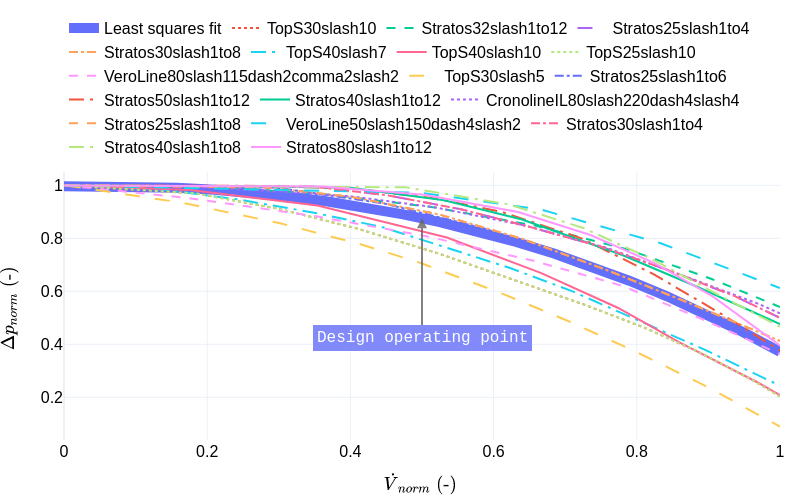 Least squares fit TopS30slash10 Stratos32slash1to12 Stratos25slash1to4
Stratos30slash1to8 TopS40slash7 TopS40slash10 TopS25slash10
VeroLine80slash115dash2comma2slash2 TopS30slash5 Stratos25slash1to6
Stratos50slash1to12 Stratos40slash1to12 CronolineIL80slash220dash4slash4
Stratos25slash1to8 VeroLine50slash150dash4slash2 Stratos30slash1to4
Stratos40slash1to8 Stratos80slash1to12
1
0.8
0.6
0.4
0.2
Δp_norm (-)
Design operating point
0 0.2 0.4 0.6 0.8 1
V̇_norm (-)